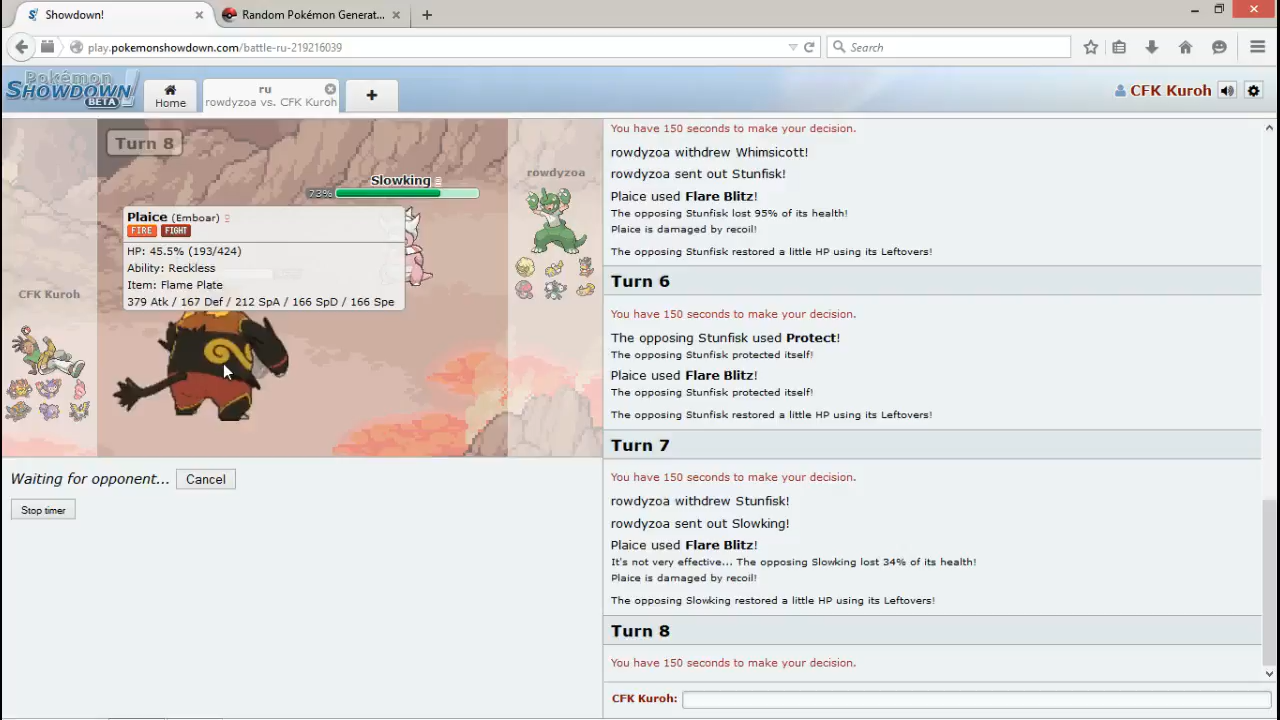 Showdown!
Random Pokémon Generat...
play.pokemonshowdown.com/battle-ru-219216039
Search
Pokémon
SHOWDOWN
BETA
Home
ru
rowdyzoa vs. CFK Kuroh
CFK Kuroh
Turn 8
Slowking
73%
rowdyzoa
CFK Kuroh
Plaice (Emboar) ♀
FIRE FIGHT
HP: 45.5% (193/424)
Ability: Reckless
Item: Flame Plate
379 Atk / 167 Def / 212 SpA / 166 SpD / 166 Spe
Waiting for opponent... Cancel
Stop timer
You have 150 seconds to make your decision.
rowdyzoa withdrew Whimsicott!
rowdyzoa sent out Stunfisk!
Plaice used Flare Blitz!
The opposing Stunfisk lost 95% of its health!
Plaice is damaged by recoil!
The opposing Stunfisk restored a little HP using its Leftovers!
Turn 6
You have 150 seconds to make your decision.
The opposing Stunfisk used Protect!
The opposing Stunfisk protected itself!
Plaice used Flare Blitz!
The opposing Stunfisk protected itself!
The opposing Stunfisk restored a little HP using its Leftovers!
Turn 7
You have 150 seconds to make your decision.
rowdyzoa withdrew Stunfisk!
rowdyzoa sent out Slowking!
Plaice used Flare Blitz!
It's not very effective... The opposing Slowking lost 34% of its health!
Plaice is damaged by recoil!
The opposing Slowking restored a little HP using its Leftovers!
Turn 8
You have 150 seconds to make your decision.
CFK Kuroh: